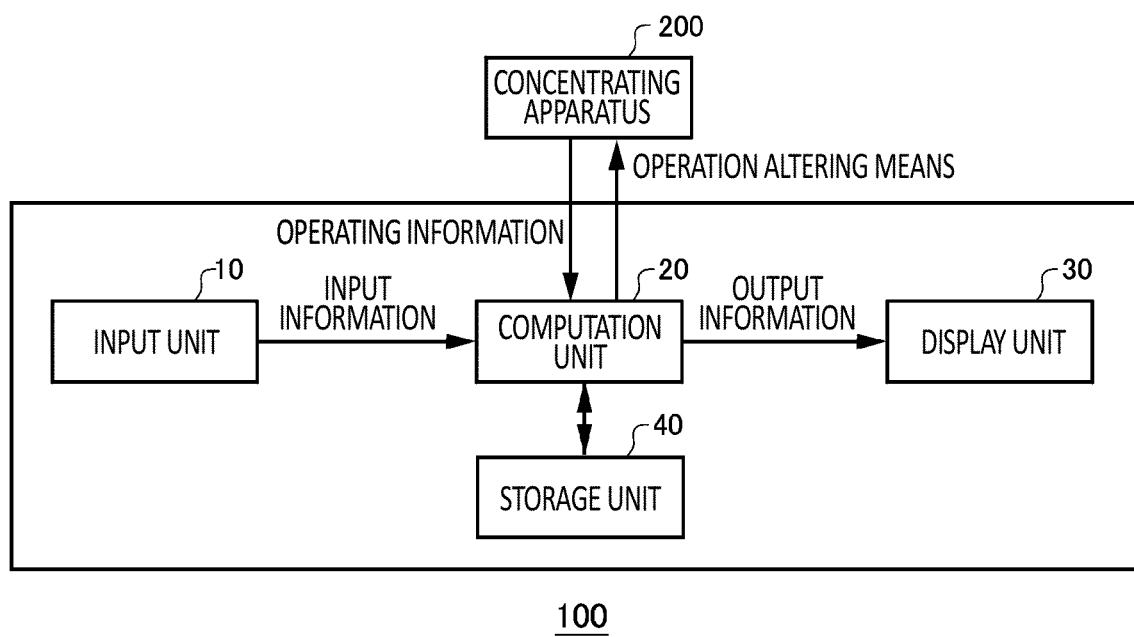 200
CONCENTRATING
APPARATUS
OPERATION ALTERING MEANS
OPERATING INFORMATION
10
INPUT
INFORMATION
20
OUTPUT
INFORMATION
30
INPUT UNIT
COMPUTATION
UNIT
DISPLAY UNIT
40
STORAGE UNIT
100